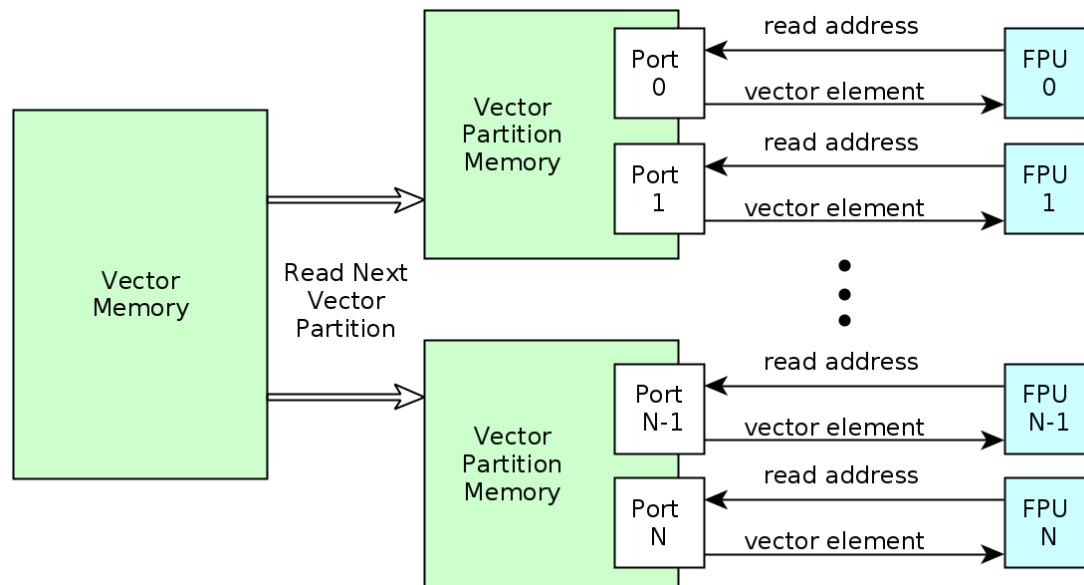 Vector
Memory
Read Next
Vector
Partition
Vector
Partition
Memory
Port
0
read address
vector element
FPU
0
Port
1
read address
vector element
FPU
1
Vector
Partition
Memory
Port
N-1
read address
vector element
FPU
N-1
Port
N
read address
vector element
FPU
N